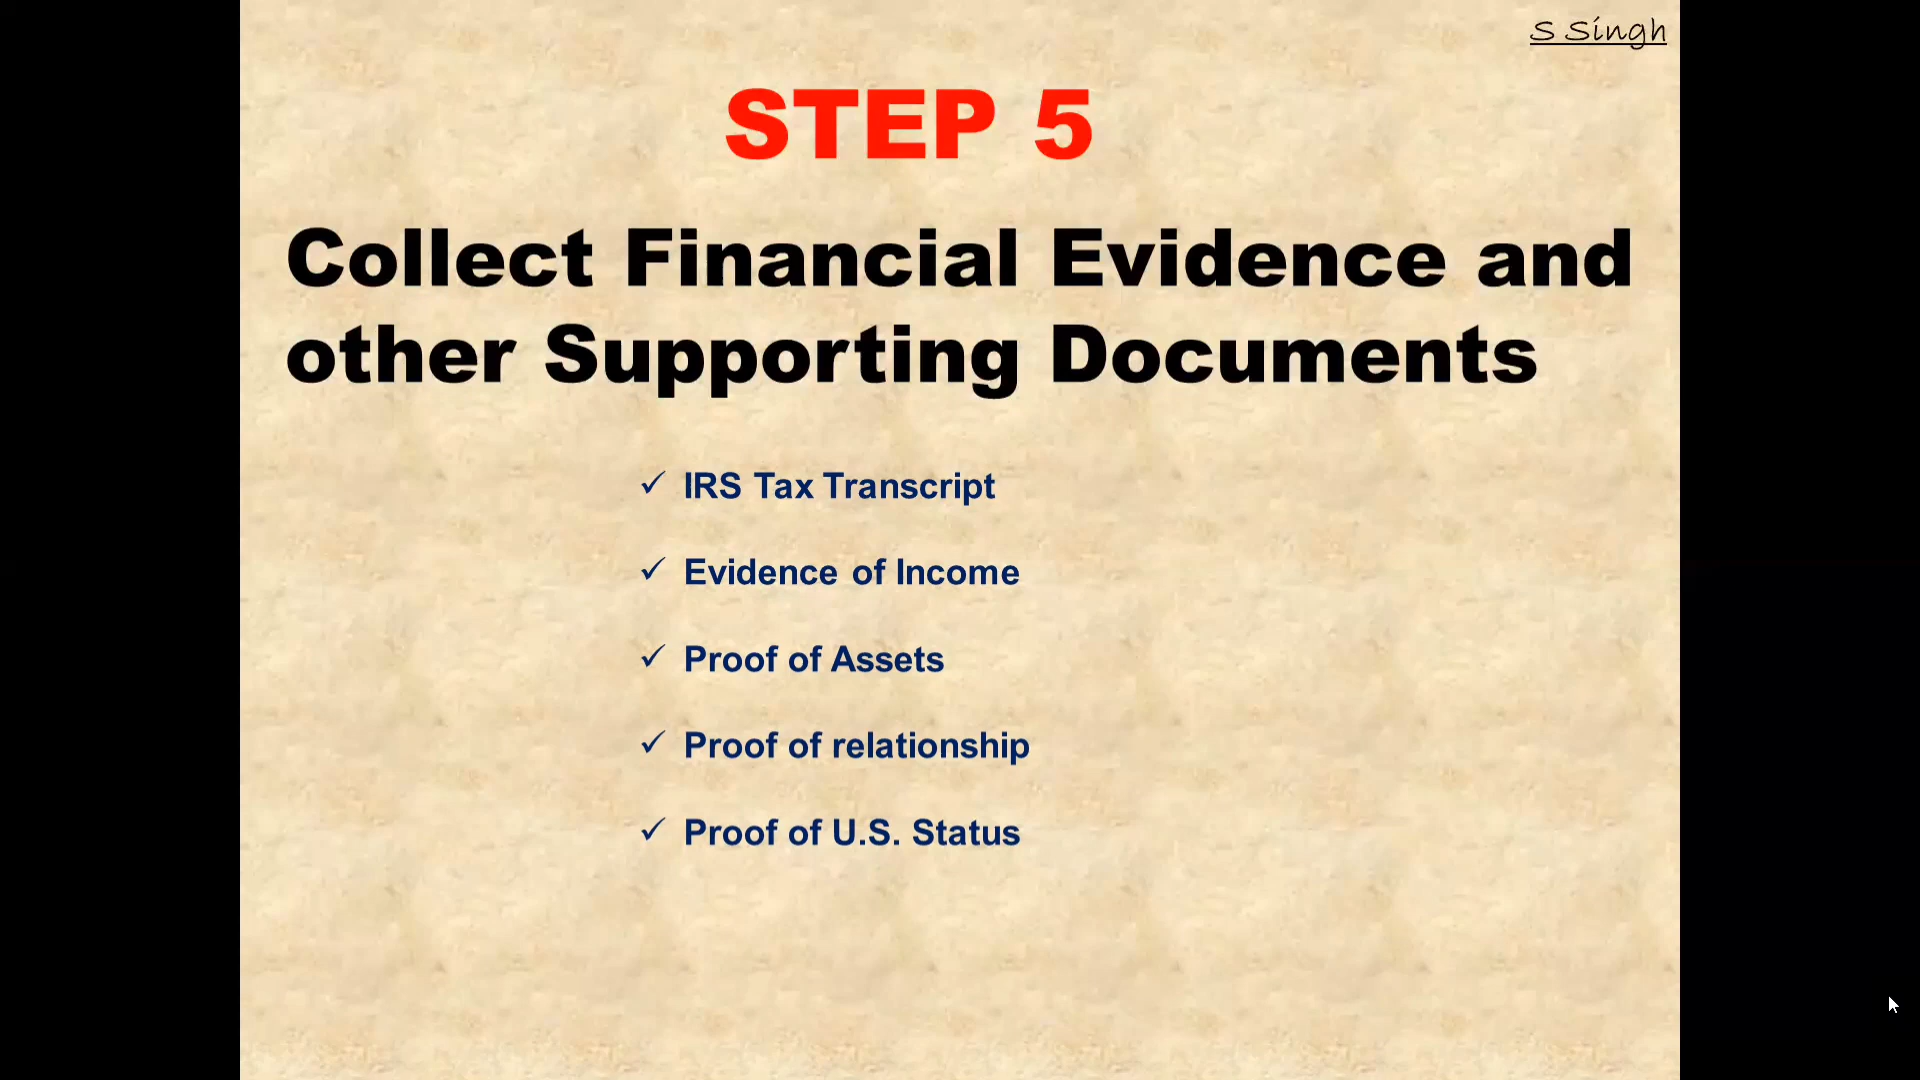 S Singh
STEP 5
Collect Financial Evidence and
other Supporting Documents
✓ IRS Tax Transcript
✓ Evidence of Income
✓ Proof of Assets
✓ Proof of relationship
✓ Proof of U.S. Status